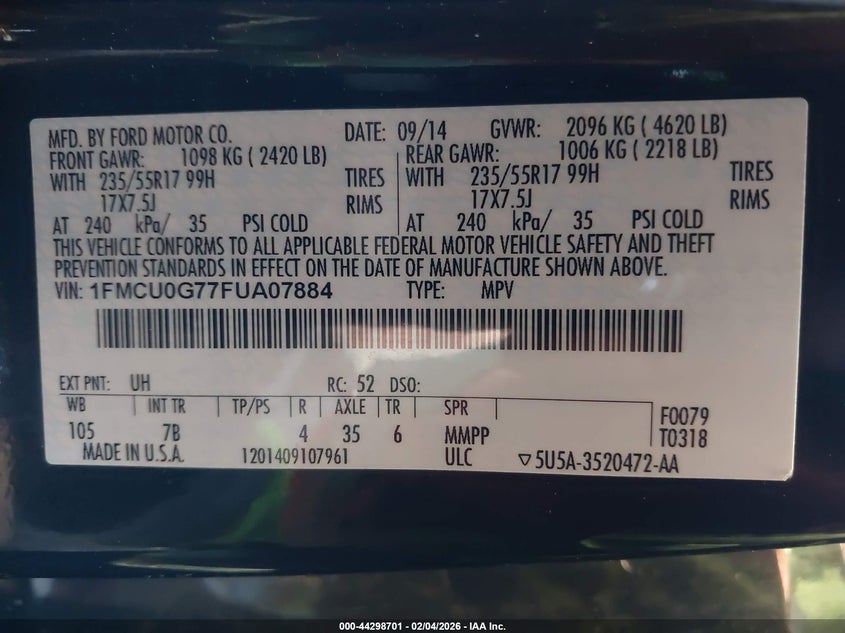 MFD. BY FORD MOTOR CO. DATE: 09/14 GVWR: 2096 KG ( 4620 LB)
FRONT GAWR: 1098 KG ( 2420 LB) REAR GAWR: 1006 KG ( 2218 LB)
WITH 235/55R17 99H TIRES WITH 235/55R17 99H TIRES
17X7.5J RIMS 17X7.5J RIMS
AT 240 kPa/ 35 PSI COLD AT 240 kPa/ 35 PSI COLD
THIS VEHICLE CONFORMS TO ALL APPLICABLE FEDERAL MOTOR VEHICLE SAFETY AND THEFT
PREVENTION STANDARDS IN EFFECT ON THE DATE OF MANUFACTURE SHOWN ABOVE.
VIN: 1FMCU0G77FUA07884 TYPE: MPV
EXT PNT: UH RC: 52 DSO:
WB INT TR TP/PS R AXLE TR SPR F0079
105 7B 4 35 6 MMPP T0318
MADE IN U.S.A. 1201409107961 ULC ▽5U5A-3520472-AA
000-44298701 - 02/04/2026 - IAA Inc.